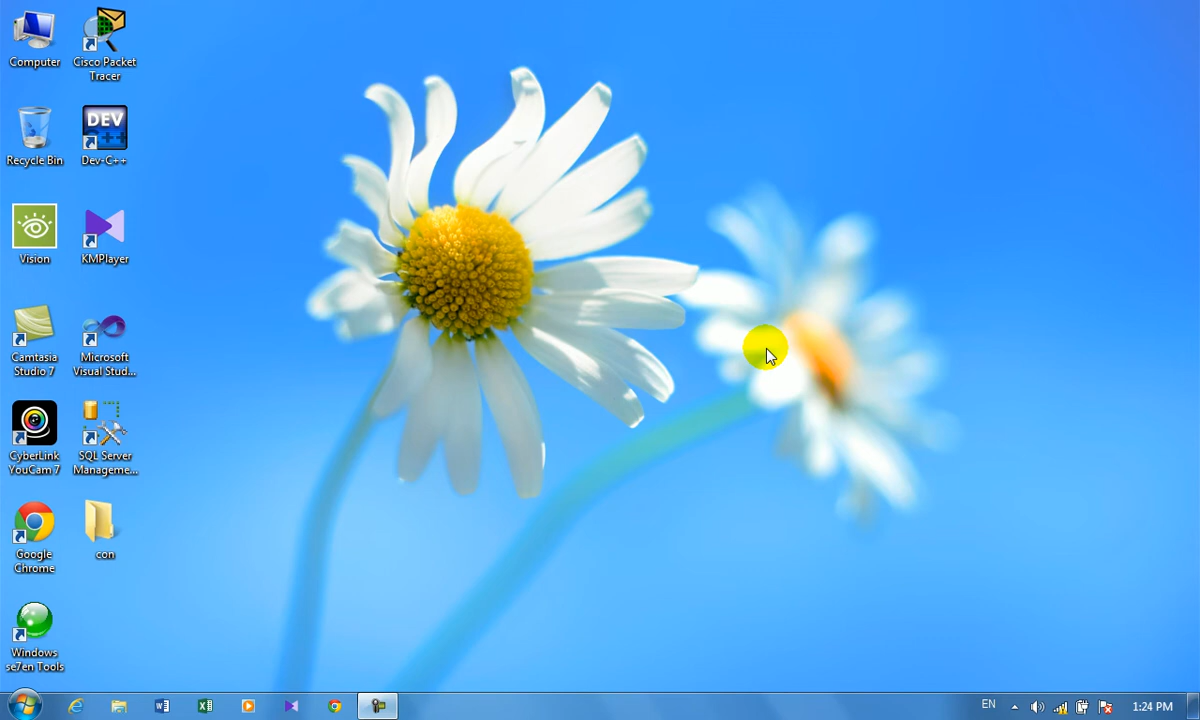 Computer
Cisco Packet
Tracer
Recycle Bin
DEV
C++
Dev-C++
Vision
KMPlayer
Camtasia
Studio 7
Microsoft
Visual Stud...
CyberLink
YouCam 7
SQL Server
Manageme...
Google
Chrome
con
Windows
se7en Tools
EN
1:24 PM